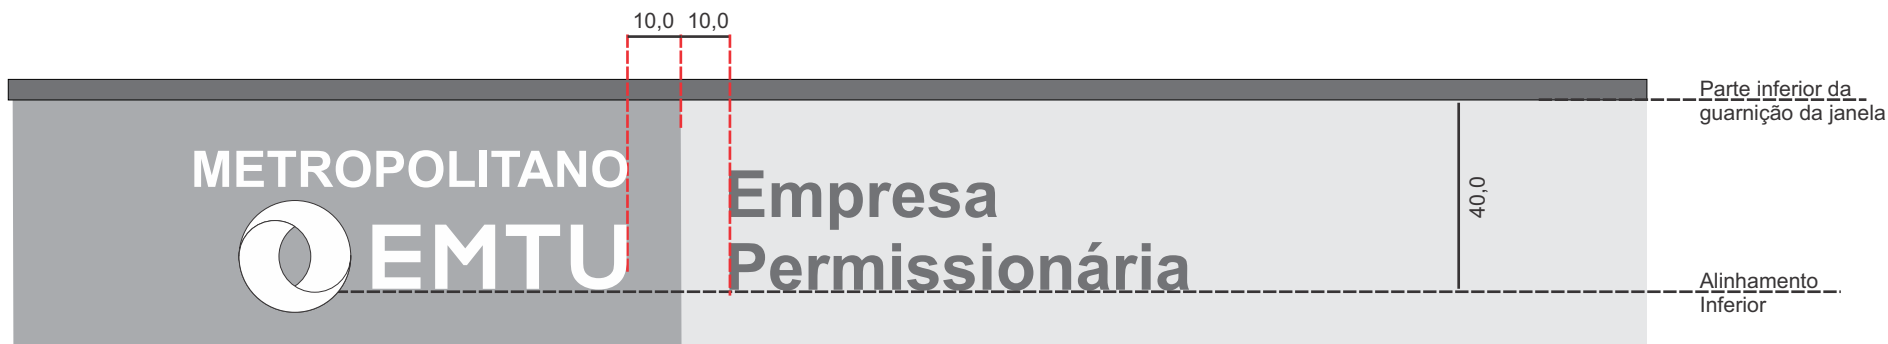 10,0 10,0
Parte inferior da
guarnição da janela
METROPOLITANO
EMTU
Empresa
Permissionária
40,0
Alinhamento
Inferior